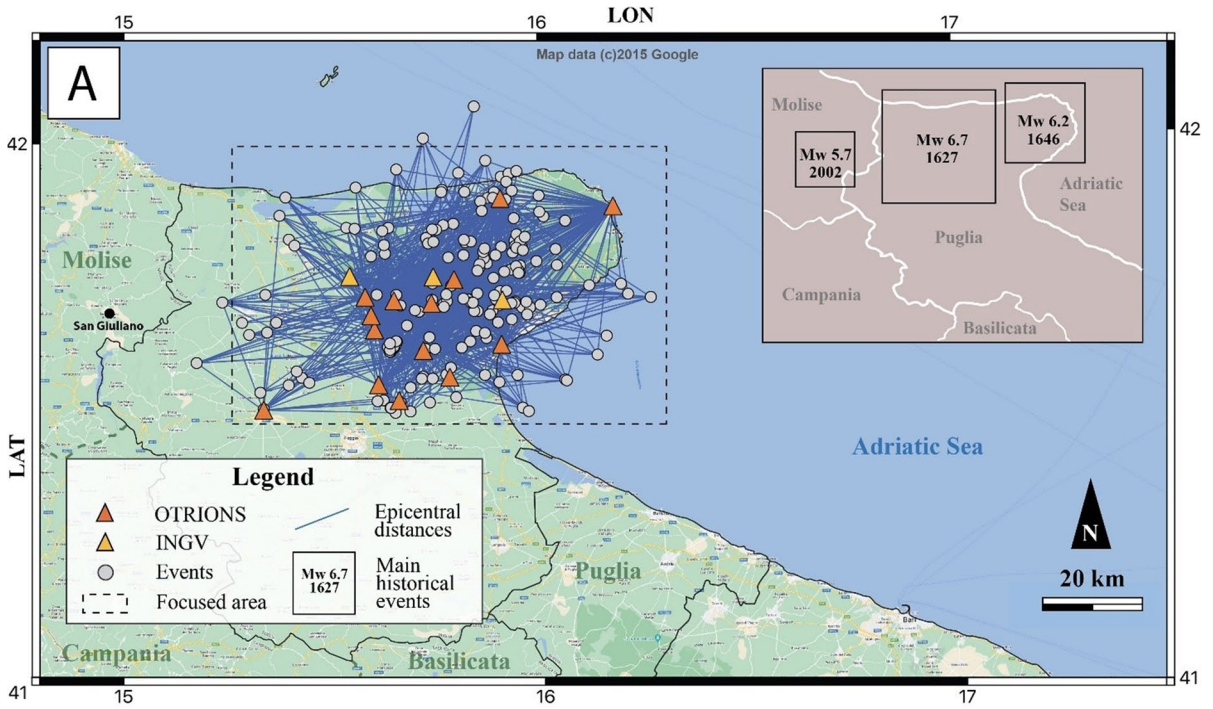 15
16
LON
17
Map data (c)2015 Google
A
42
42
Molise
Mw 5.7
2002
Mw 6.7
1627
Mw 6.2
1646
Adriatic
Sea
Puglia
Campania
Basilicata
Molise
San Giuliano
LAT
Adriatic Sea
Legend
OTRIONS
INGV
Events
Focused area
Epicentral
distances
Mw 6.7
1627
Main
historical
events
N
20 km
Puglia
Bari
Campania
Basilicata
41
41
15
16
17